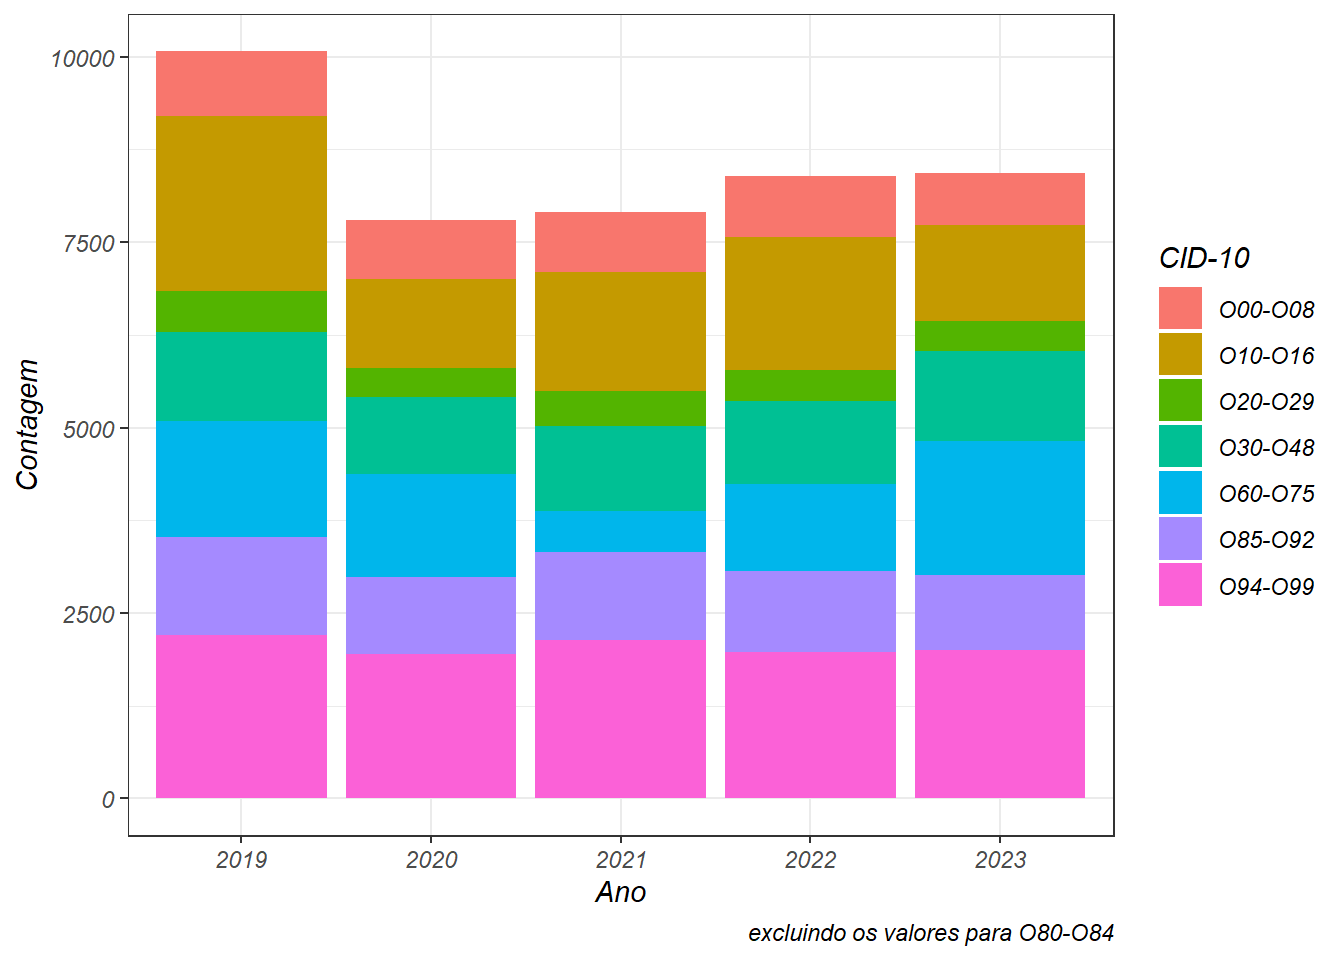 10000
7500
5000
2500
0
Contagem
2019 2020 2021 2022 2023
Ano
excluindo os valores para O80-O84
CID-10
O00-O08
O10-O16
O20-O29
O30-O48
O60-O75
O85-O92
O94-O99